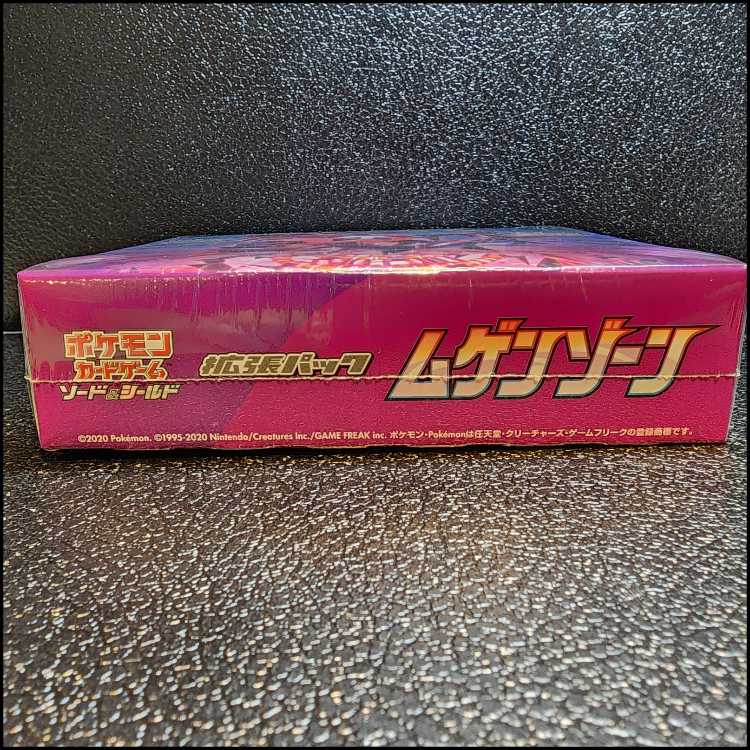 ポケモン
カードゲーム
ソード&シールド
拡張パック
ムゲンゾーン
©2020 Pokémon. ©1995-2020 Nintendo/Creatures Inc./GAME FREAK inc. ポケモン・Pokémonは任天堂・クリーチャーズ・ゲームフリークの登録商標です。